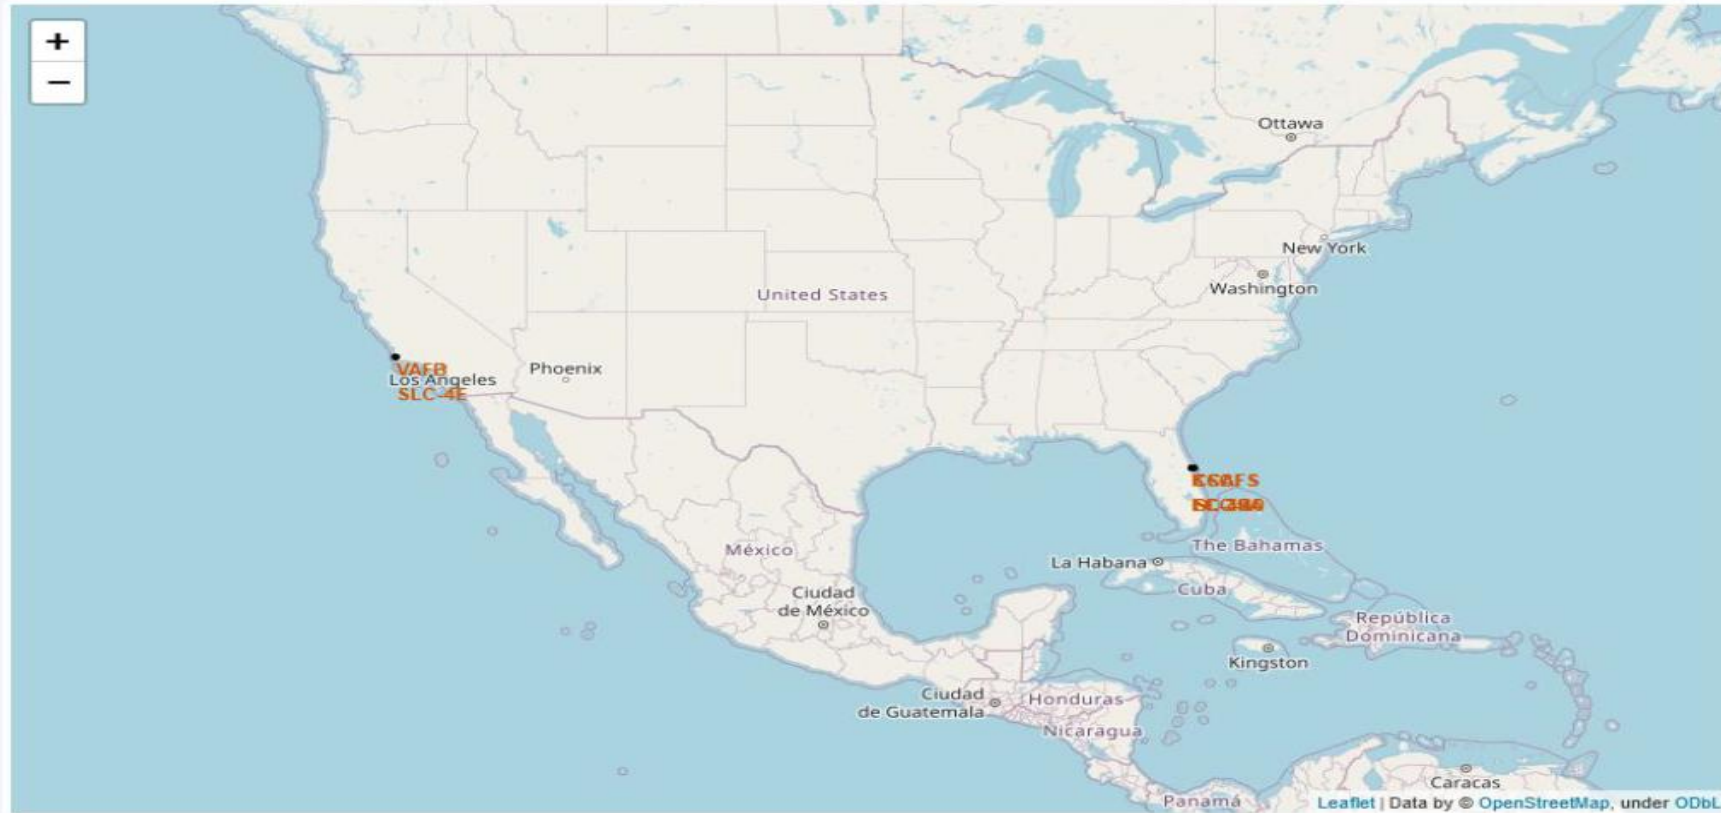 +
−
Ottawa
New York
Washington
United States
VAFB
Los Angeles
SLC-4E
Phoenix
The Bahamas
La Habana
Cuba
México
Ciudad
de México
República
Dominicana
Kingston
Ciudad
de Guatemala
Honduras
Nicaragua
Caracas
Panamá
Leaflet | Data by © OpenStreetMap, under ODbL